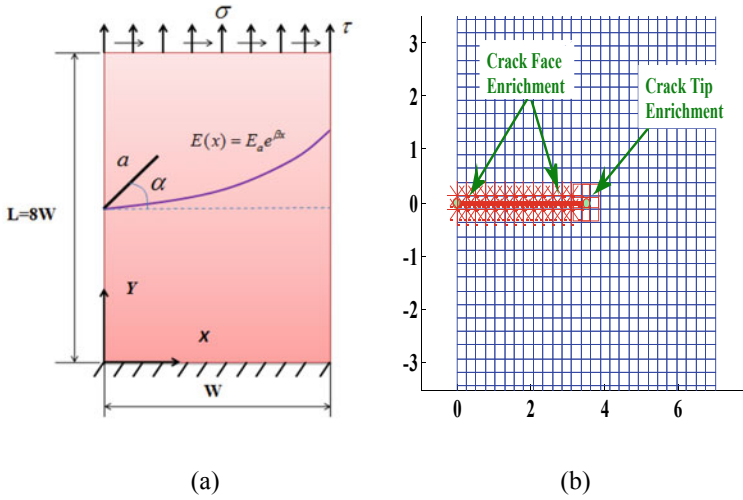 σ
τ
E(x) = E_a e^{βx}
a
α
L=8W
Y
X
W
(a)
Crack Face
Enrichment
Crack Tip
Enrichment
3
2
1
0
-1
-2
-3
0 2 4 6
(b)